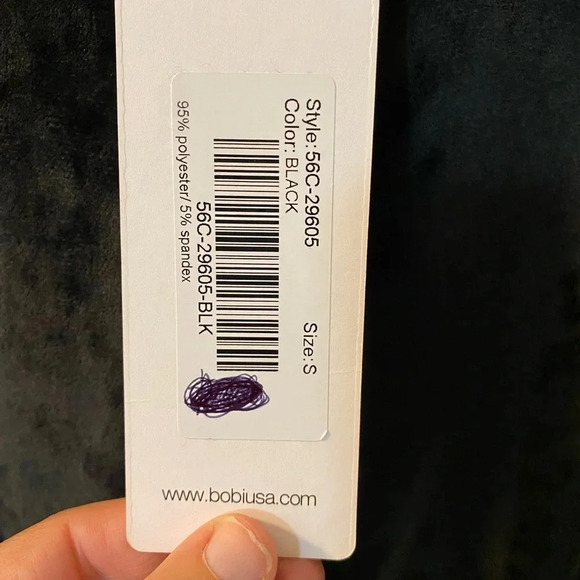 Style: 56C-29605 Size: S
Color: BLACK
56C-29605-BLK
95% polyester/ 5% spandex
www.bobiusa.com